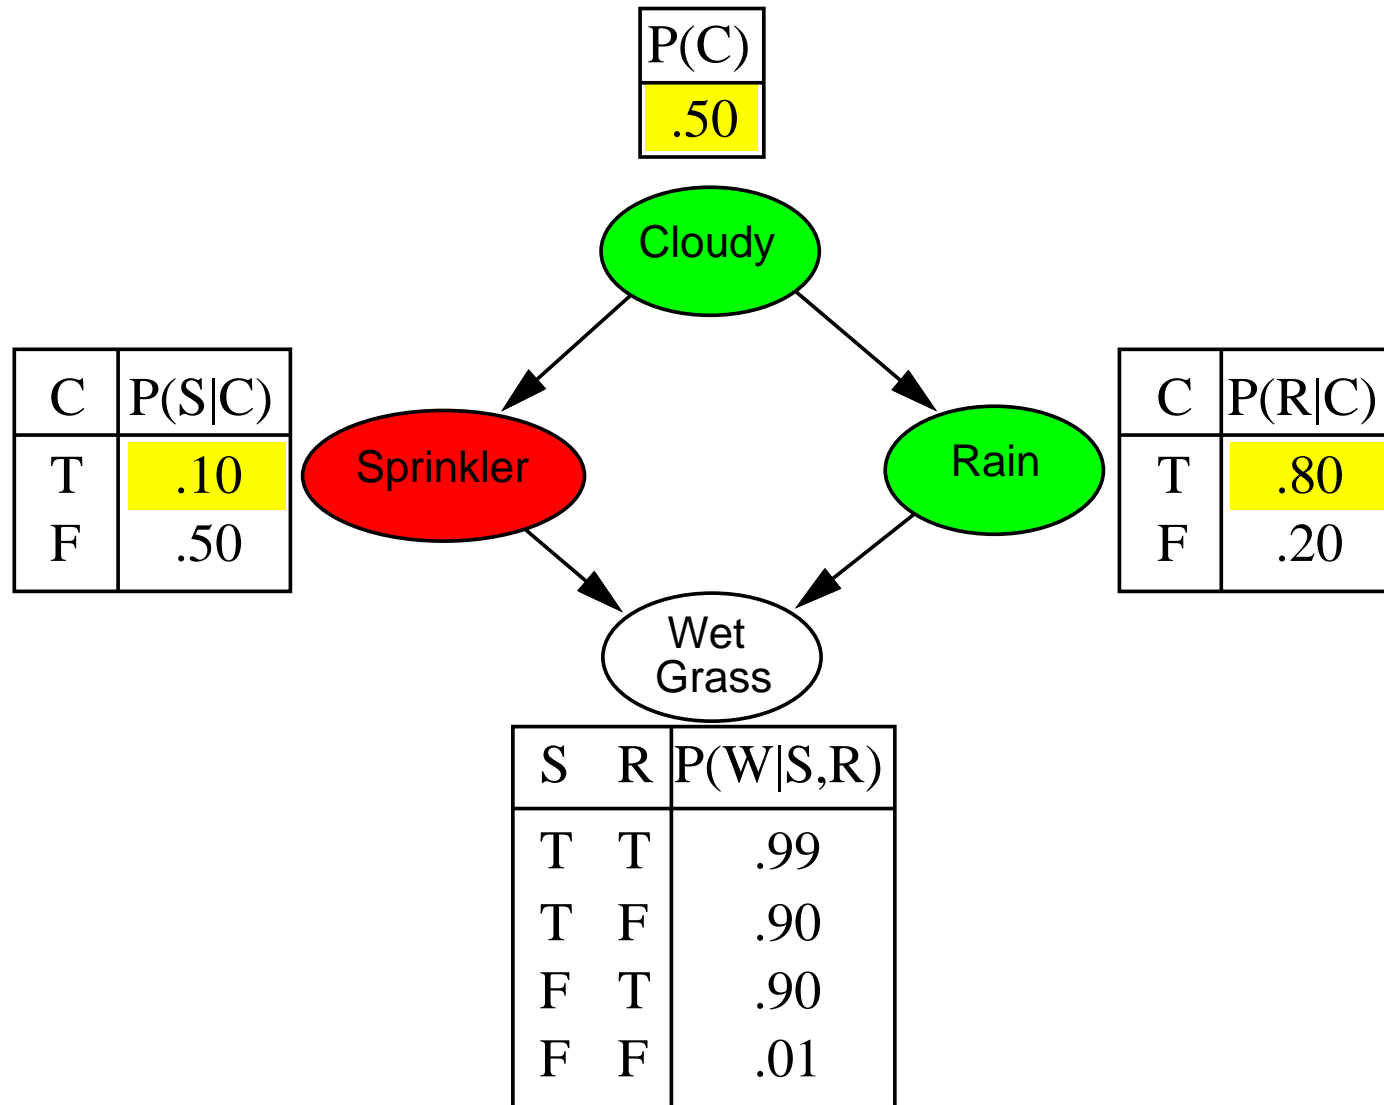 P(C)
.50
Cloudy
C P(S|C)
T .10
F .50
Sprinkler
Rain
C P(R|C)
T .80
F .20
Wet
Grass
S R P(W|S,R)
T T .99
T F .90
F T .90
F F .01